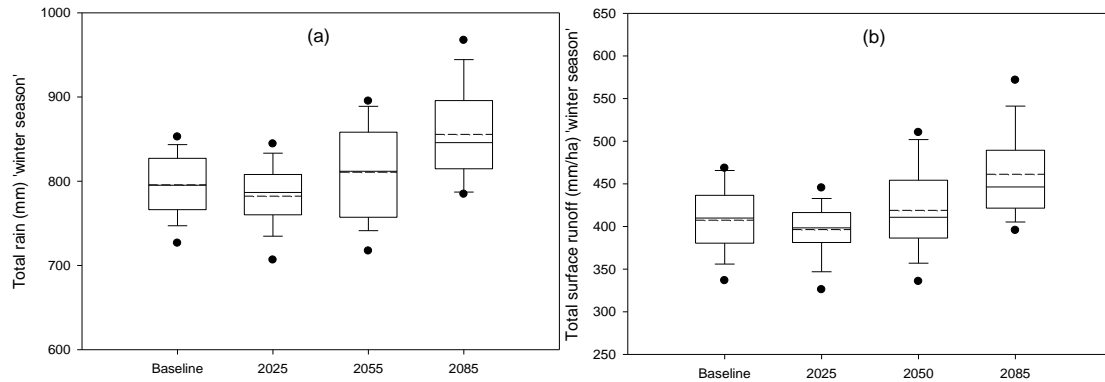 (a)
Total rain (mm) 'winter season'
1000
900
800
700
600
Baseline 2025 2055 2085
(b)
Total surface runoff (mm/ha) 'winter season'
650
600
550
500
450
400
350
300
250
Baseline 2025 2050 2085